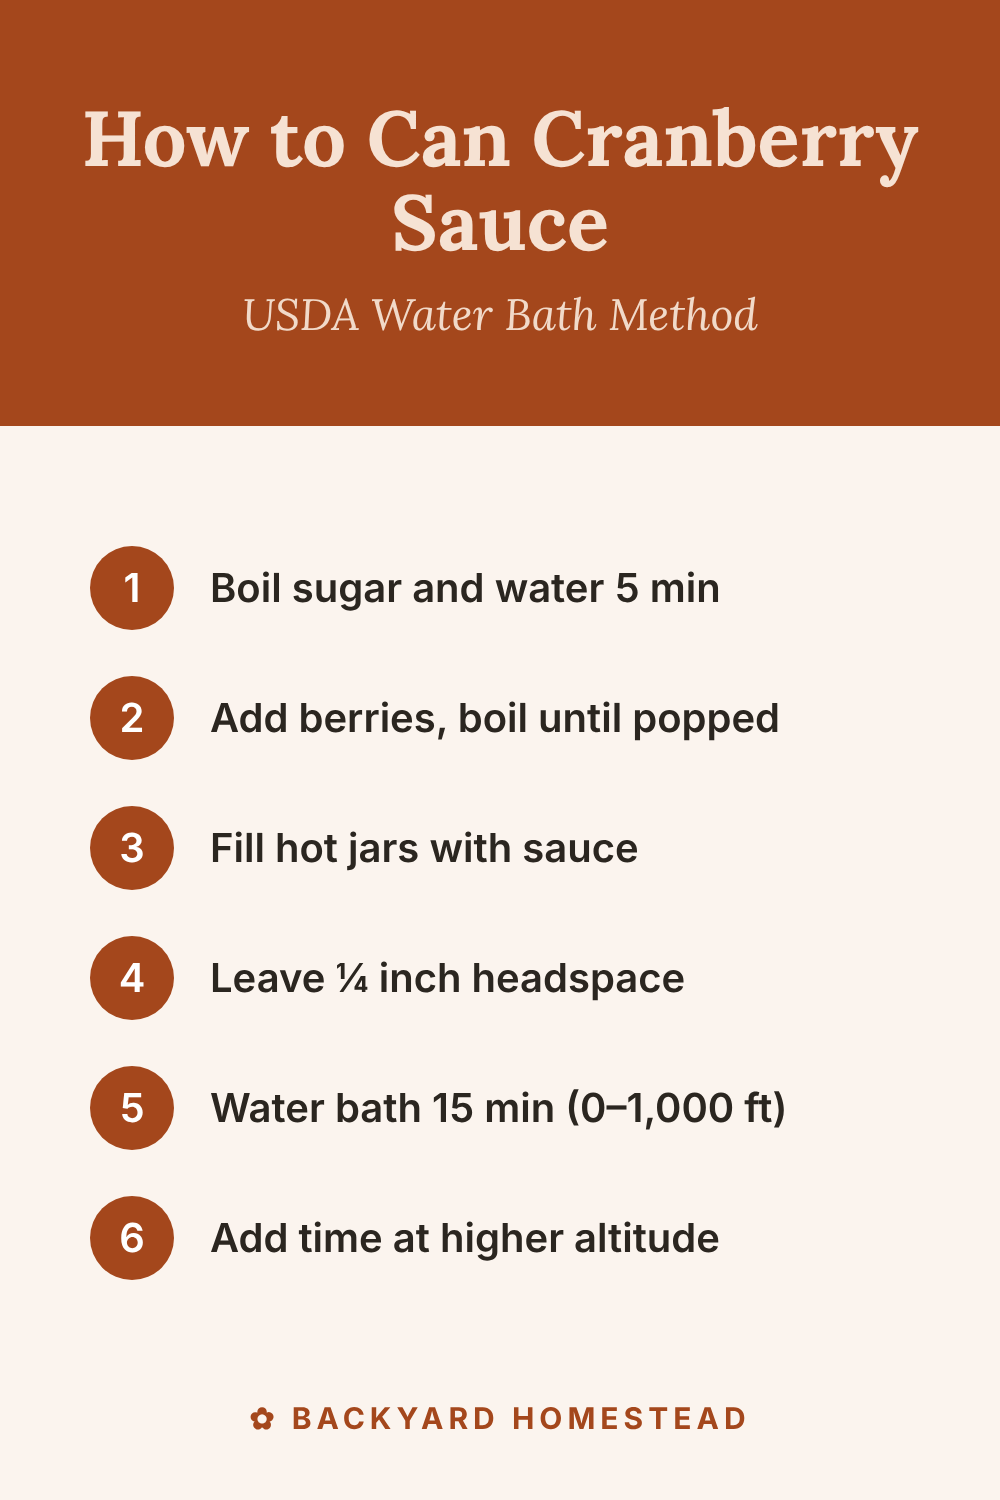 How to Can Cranberry
Sauce
USDA Water Bath Method
1 Boil sugar and water 5 min
2 Add berries, boil until popped
3 Fill hot jars with sauce
4 Leave ¼ inch headspace
5 Water bath 15 min (0–1,000 ft)
6 Add time at higher altitude
✿ BACKYARD HOMESTEAD